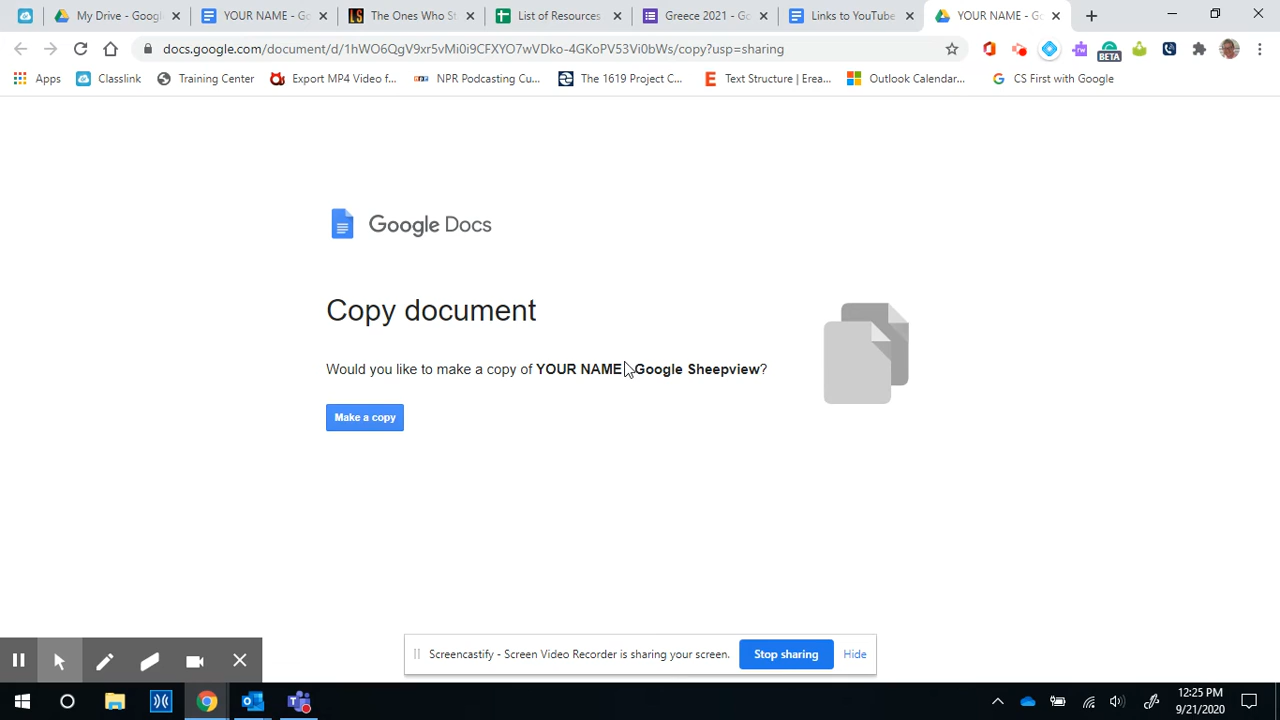 My Drive - Googl
YOUR NAME - Go
The Ones Who St
List of Resources
Greece 2021 - Go
Links to YouTube
YOUR NAME - Go
docs.google.com/document/d/1hWO6QgV9xr5vMi0i9CFXYO7wVDko-4GKoPV53Vi0bWs/copy?usp=sharing
BETA
Apps
Classlink
Training Center
Export MP4 Video f...
NPR Podcasting Cu...
The 1619 Project C...
Text Structure | Erea...
Outlook Calendar...
CS First with Google
Google Docs
Copy document
Would you like to make a copy of YOUR NAME - Google Sheepview?
Make a copy
Screencastify - Screen Video Recorder is sharing your screen.
Stop sharing
Hide
12:25 PM
9/21/2020